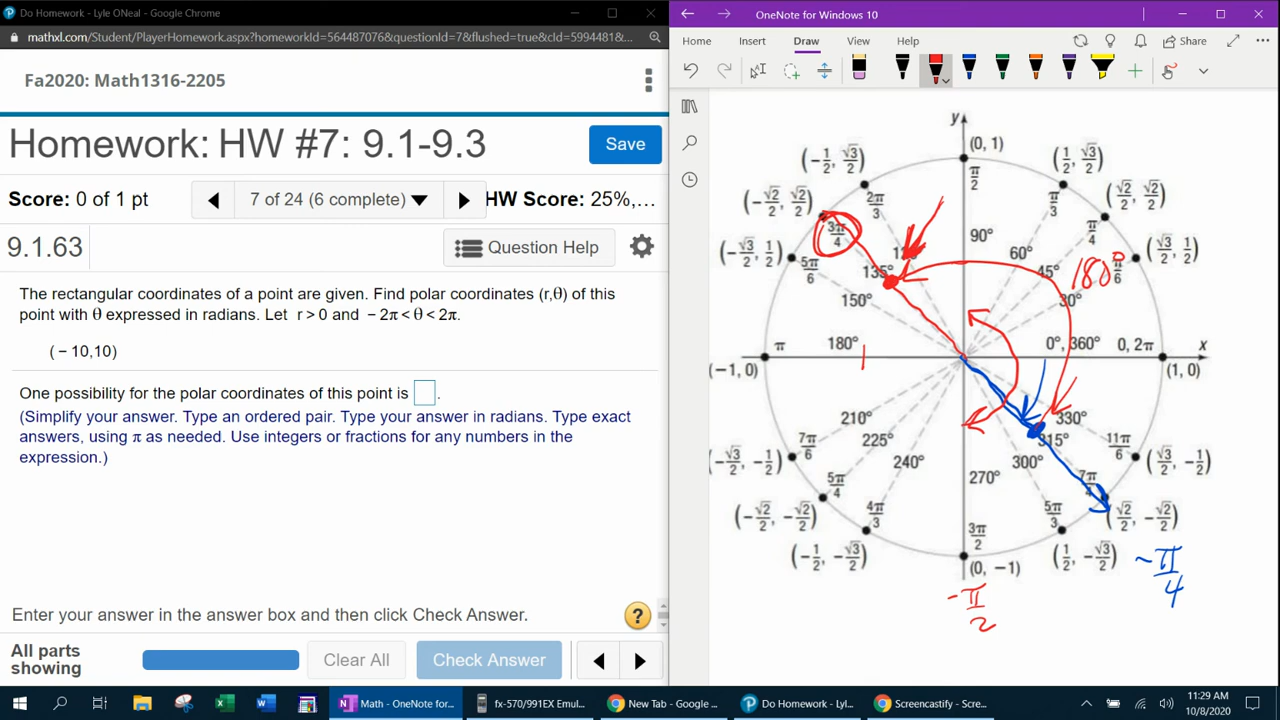 Do Homework - Lyle ONeal - Google Chrome
mathxl.com/Student/PlayerHomework.aspx?homeworkId=564487076&questionId=7&flushed=true&cId=5994481&...
Fa2020: Math1316-2205
Homework: HW #7: 9.1-9.3
Save
Score: 0 of 1 pt
7 of 24 (6 complete)
HW Score: 25%,...
9.1.63
Question Help
The rectangular coordinates of a point are given. Find polar coordinates (r,θ) of this
point with θ expressed in radians. Let r > 0 and − 2π < θ < 2π.
( − 10,10)
One possibility for the polar coordinates of this point is
.
(Simplify your answer. Type an ordered pair. Type your answer in radians. Type exact
answers, using π as needed. Use integers or fractions for any numbers in the
expression.)
Enter your answer in the answer box and then click Check Answer.
?
All parts
showing
Clear All
Check Answer
OneNote for Windows 10
Home Insert Draw View Help
Share
y
(0, 1)
(−1/2, √3/2)
(1/2, √3/2)
π/2
2π/3
π/3
(−√2/2, √2/2)
(√2/2, √2/2)
3π/4
90°
π/4
60°
(−√3/2, 1/2)
(√3/2, 1/2)
5π/6
135°
45°
180°
π/6
150°
30°
π
180°
0°, 360°
0, 2π
x
(−1, 0)
(1, 0)
210°
330°
7π/6
225°
315°
11π/6
(−√3/2, −1/2)
(√3/2, −1/2)
240°
300°
270°
5π/4
7π/4
(−√2/2, −√2/2)
(√2/2, −√2/2)
4π/3
5π/3
3π/2
(−1/2, −√3/2)
(0, −1)
(1/2, −√3/2)
-π/4
-π/2
Math - OneNote for...
fx-570/991EX Emul...
New Tab - Google ...
Do Homework - Lyl...
Screencastify - Scre...
11:29 AM
10/8/2020